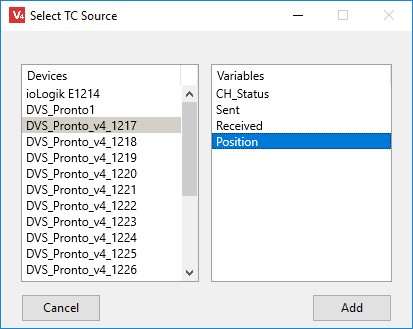 V4 Select TC Source
Devices
ioLogik E1214
DVS_Pronto1
DVS_Pronto_v4_1217
DVS_Pronto_v4_1218
DVS_Pronto_v4_1219
DVS_Pronto_v4_1220
DVS_Pronto_v4_1221
DVS_Pronto_v4_1222
DVS_Pronto_v4_1223
DVS_Pronto_v4_1224
DVS_Pronto_v4_1225
DVS_Pronto_v4_1226
Variables
CH_Status
Sent
Received
Position
Cancel
Add